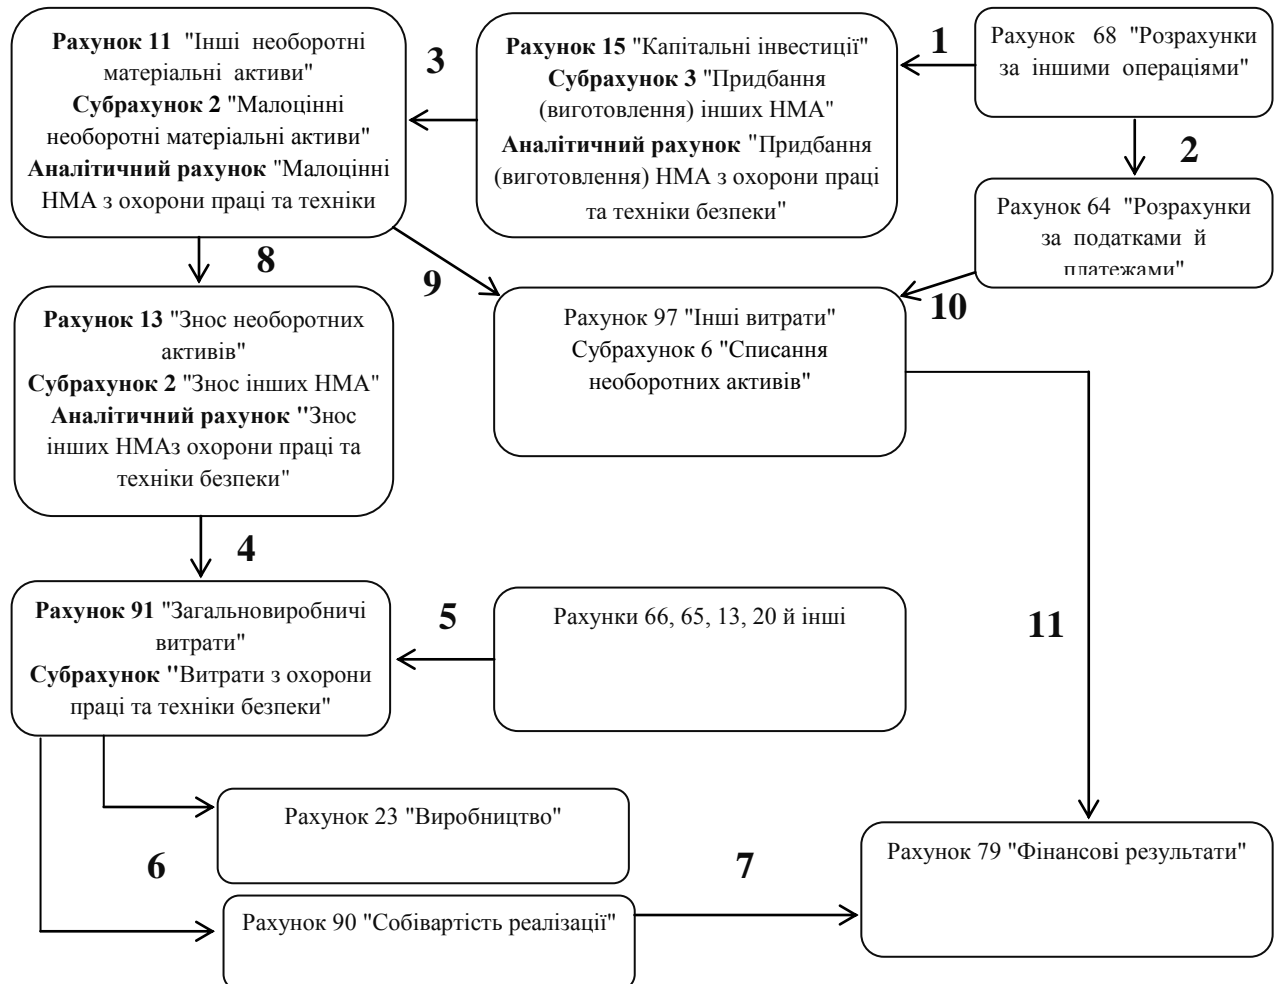 Рахунок 11 "Інші необоротні
матеріальні активи"
Субрахунок 2 "Малоцінні
необоротні матеріальні активи"
Аналітичний рахунок "Малоцінні
НМА з охорони праці та техніки
3
Рахунок 15 "Капітальні інвестиції"
Субрахунок 3 "Придбання
(виготовлення) інших НМА"
Аналітичний рахунок "Придбання
(виготовлення) НМА з охорони праці
та техніки безпеки"
1
Рахунок 68 "Розрахунки
за іншими операціями"
2
Рахунок 64 "Розрахунки
за податками й
платежами"
8
9
10
Рахунок 13 "Знос необоротних
активів"
Субрахунок 2 "Знос інших НМА"
Аналітичний рахунок "Знос
інших НМАз охорони праці та
техніки безпеки"
Рахунок 97 "Інші витрати"
Субрахунок 6 "Списання
необоротних активів"
4
Рахунок 91 "Загальновиробничі
витрати"
Субрахунок "Витрати з охорони
праці та техніки безпеки"
5
Рахунки 66, 65, 13, 20 й інші
11
Рахунок 23 "Виробництво"
6
Рахунок 90 "Собівартість реалізації"
7
Рахунок 79 "Фінансові результати"